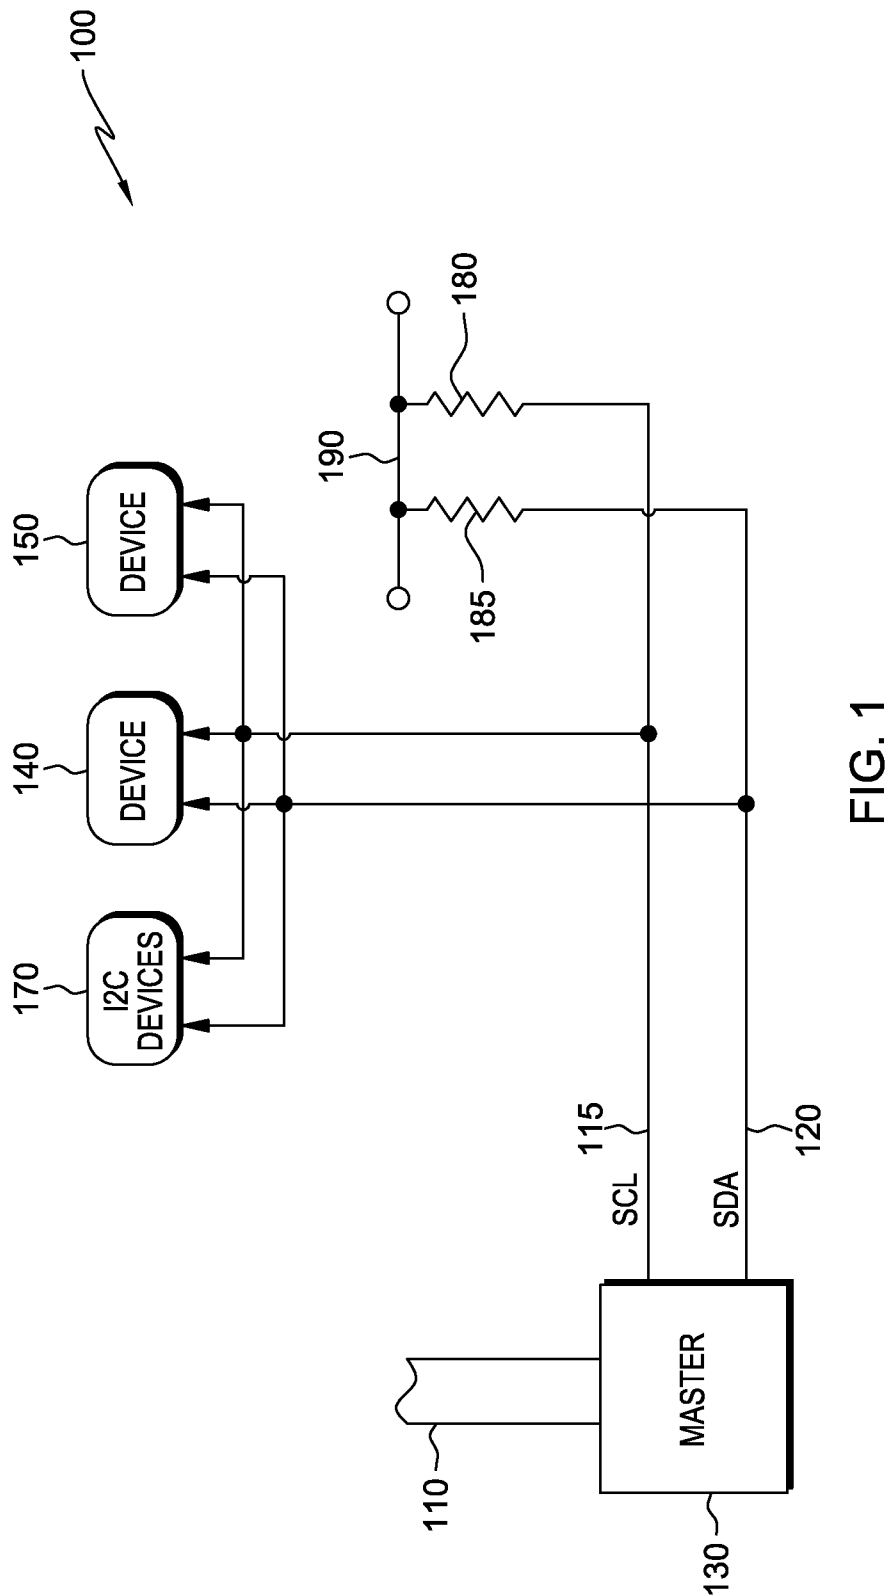 100
170
140
150
I2C
DEVICES
DEVICE
DEVICE
190
185
180
110
115
SCL
SDA
120
MASTER
130
FIG. 1